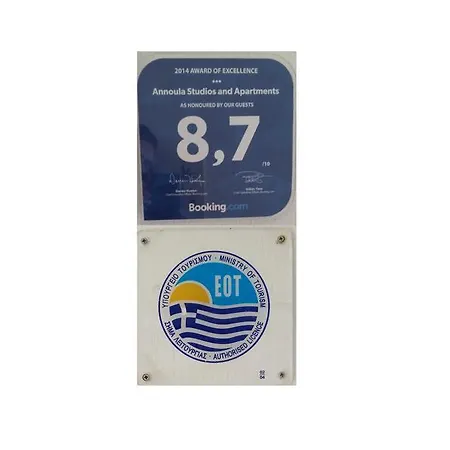 2014 AWARD OF EXCELLENCE
Annoula Studios and Apartments
AS HONOURED BY OUR GUESTS
8,7
/10
Booking.com
ΥΠΟΥΡΓΕΙΟ ΤΟΥΡΙΣΜΟΥ · MINISTRY OF TOURISM
EOT
ΣΗΜΑ ΛΕΙΤΟΥΡΓΙΑΣ · AUTHORISED LICENCE